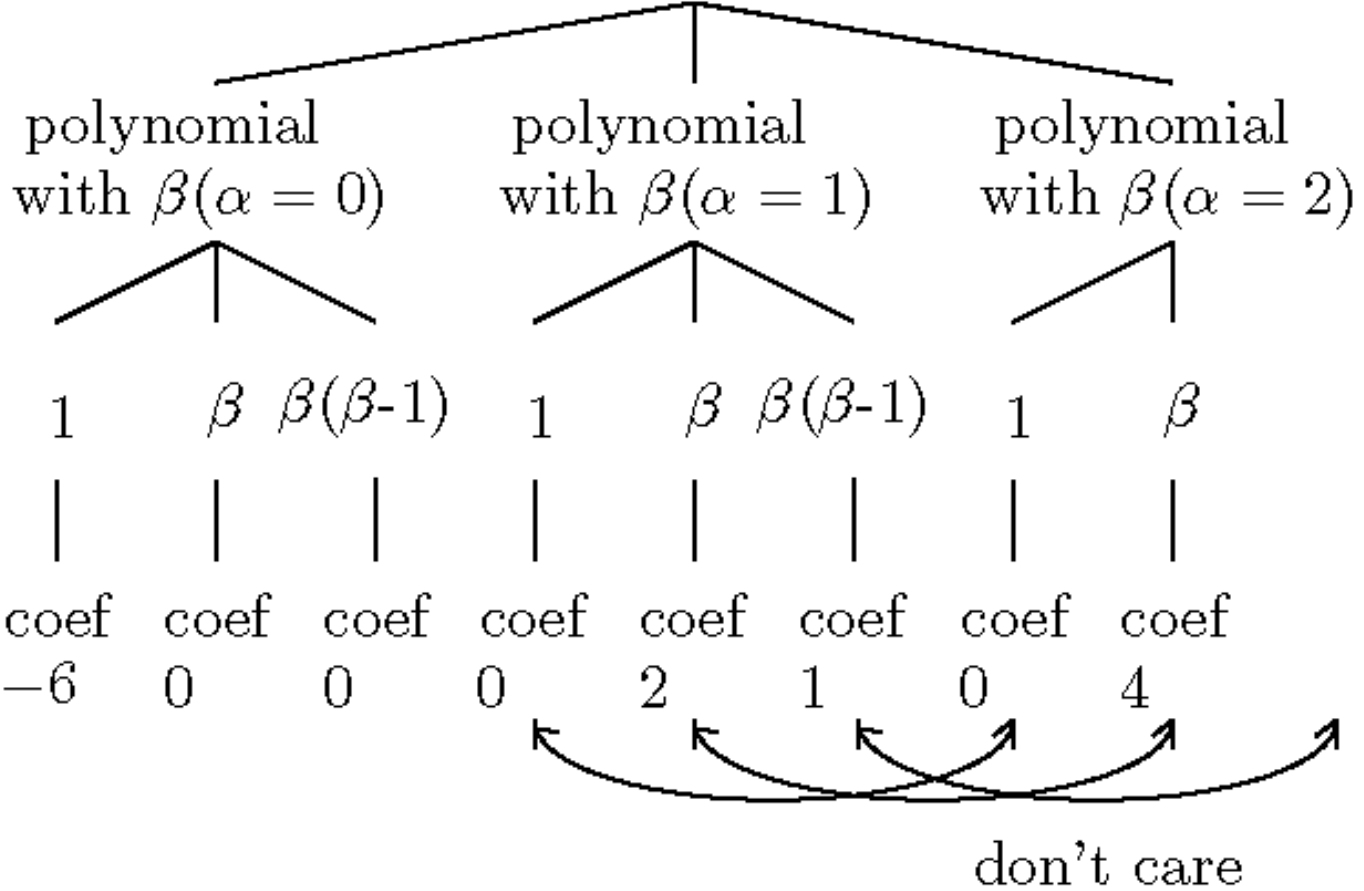 polynomial polynomial polynomial
with β(α = 0) with β(α = 1) with β(α = 2)
1 β β(β-1) 1 β β(β-1) 1 β
coef coef coef coef coef coef coef coef
−6 0 0 0 2 1 0 4
don't care